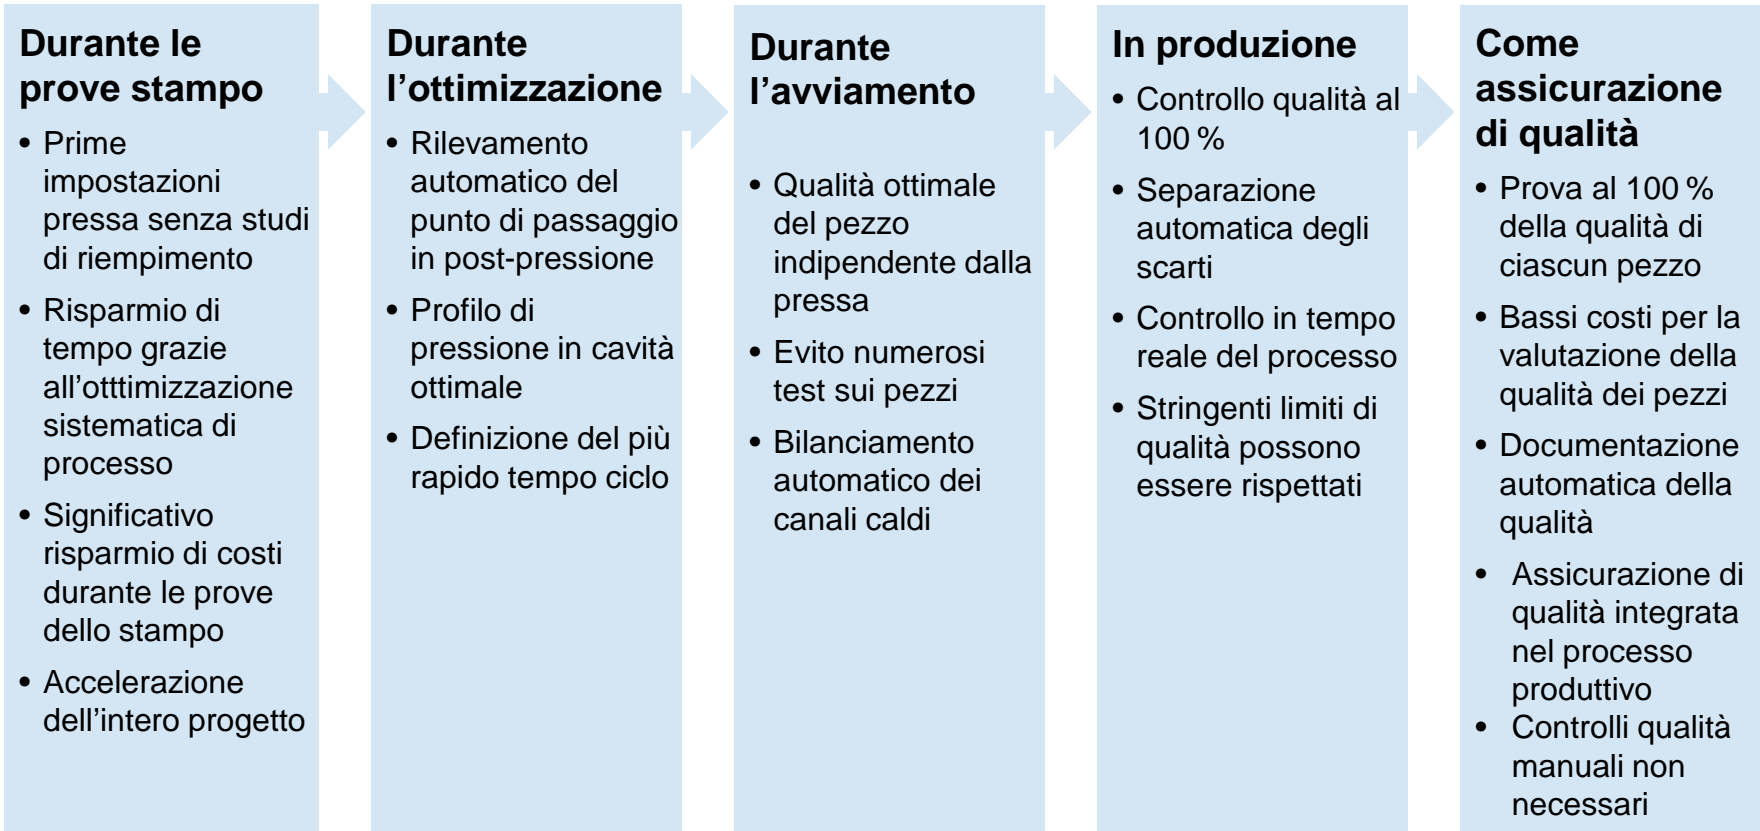 Durante le
prove stampo
• Prime
impostazioni
pressa senza studi
di riempimento
• Risparmio di
tempo grazie
all’otttimizzazione
sistematica di
processo
• Significativo
risparmio di costi
durante le prove
dello stampo
• Accelerazione
dell’intero progetto
Durante
l’ottimizzazione
• Rilevamento
automatico del
punto di passaggio
in post-pressione
• Profilo di
pressione in cavità
ottimale
• Definizione del più
rapido tempo ciclo
Durante
l’avviamento
• Qualità ottimale
del pezzo
indipendente dalla
pressa
• Evito numerosi
test sui pezzi
• Bilanciamento
automatico dei
canali caldi
In produzione
• Controllo qualità al
100 %
• Separazione
automatica degli
scarti
• Controllo in tempo
reale del processo
• Stringenti limiti di
qualità possono
essere rispettati
Come
assicurazione
di qualità
• Prova al 100 %
della qualità di
ciascun pezzo
• Bassi costi per la
valutazione della
qualità dei pezzi
• Documentazione
automatica della
qualità
• Assicurazione di
qualità integrata
nel processo
produttivo
• Controlli qualità
manuali non
necessari